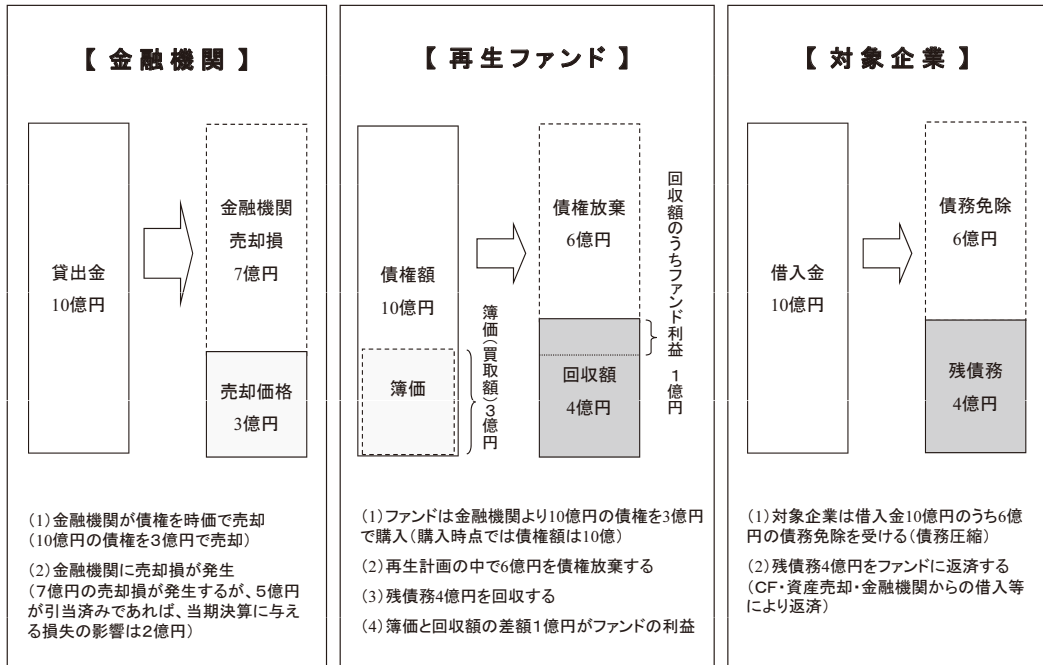 【 金 融 機 関 】
貸出金
10億円
金融機関
売却損
7億円
売却価格
3億円
(1)金融機関が債権を時価で売却
(10億円の債権を3億円で売却)
(2)金融機関に売却損が発生
(7億円の売却損が発生するが、5億円
が引当済みであれば、当期決算に与え
る損失の影響は2億円)
【 再 生 ファンド 】
債権額
10億円
簿価
簿価(買取額)3億円
債権放棄
6億円
回収額
4億円
回収額のうちファンド利益 1億円
(1)ファンドは金融機関より10億円の債権を3億円
で購入(購入時点では債権額は10億)
(2)再生計画の中で6億円を債権放棄する
(3)残債務4億円を回収する
(4)簿価と回収額の差額1億円がファンドの利益
【 対 象 企 業 】
借入金
10億円
債務免除
6億円
残債務
4億円
(1)対象企業は借入金10億円のうち6億
円の債務免除を受ける(債務圧縮)
(2)残債務4億円をファンドに返済する
(CF・資産売却・金融機関からの借入等
により返済)